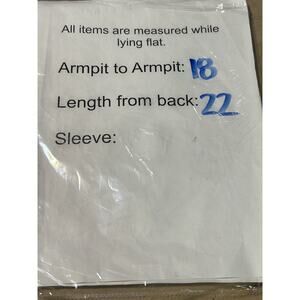 All items are measured while
lying flat.
Armpit to Armpit: 18
Length from back: 22
Sleeve: